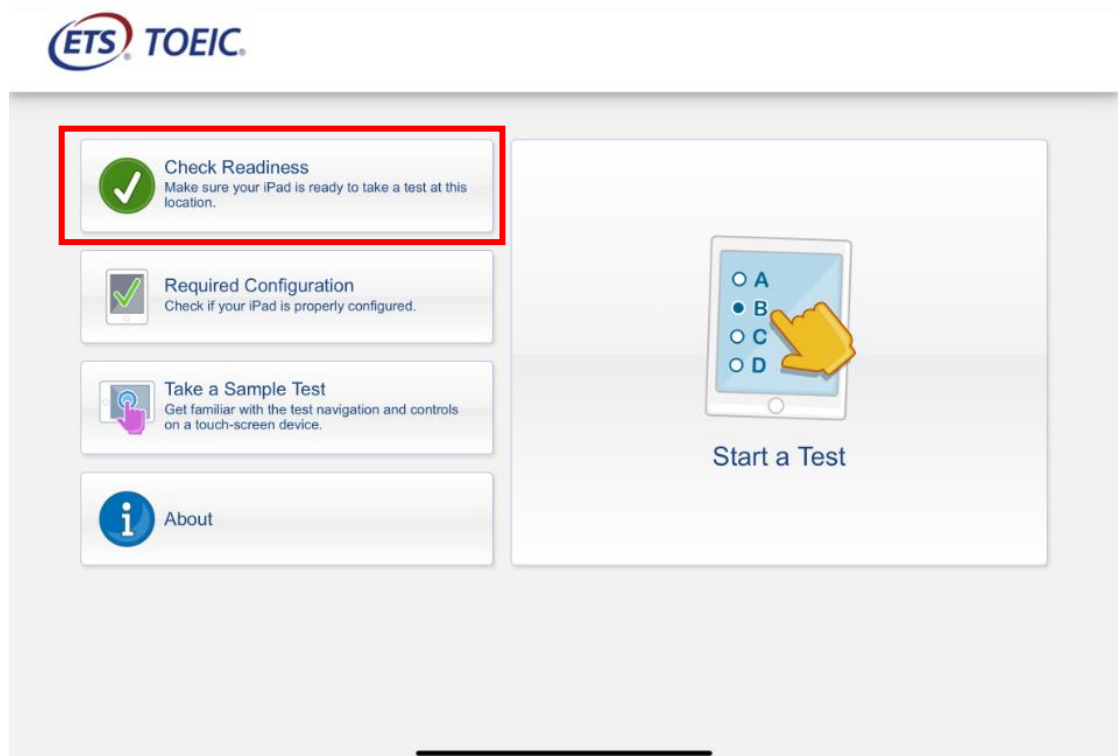 ETS® TOEIC®
Check Readiness
Make sure your iPad is ready to take a test at this
location.
Required Configuration
Check if your iPad is properly configured.
Take a Sample Test
Get familiar with the test navigation and controls
on a touch-screen device.
i About
A
B
C
D
Start a Test